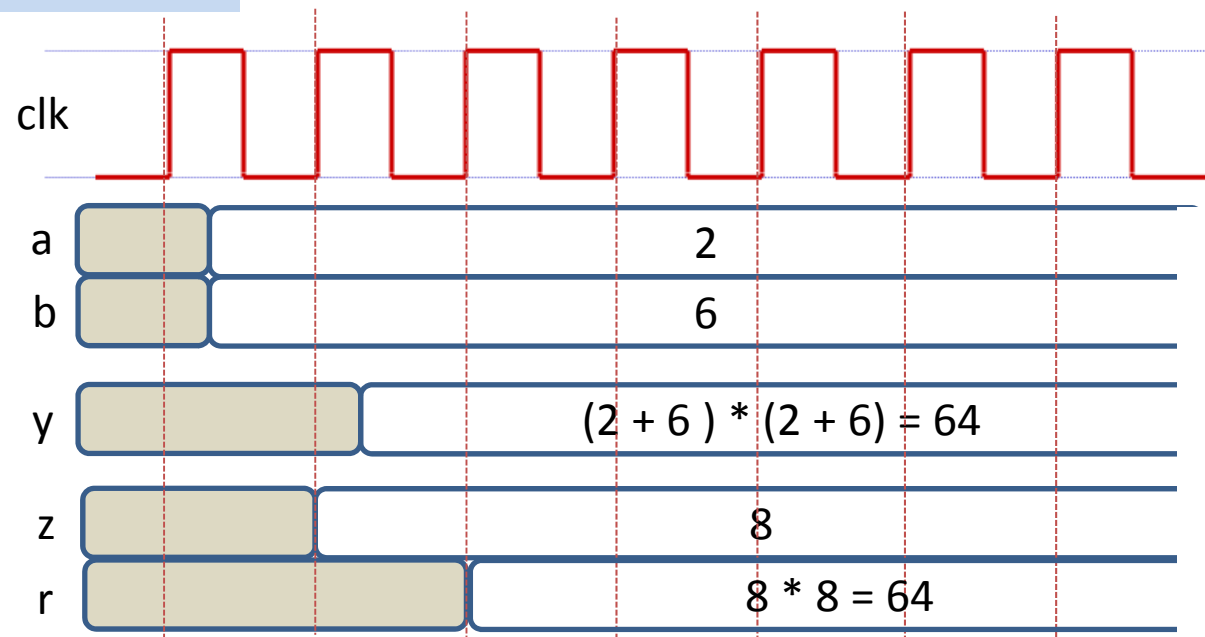 clk
a 2
b 6
y (2 + 6 ) * (2 + 6) = 64
z 8
r 8 * 8 = 64